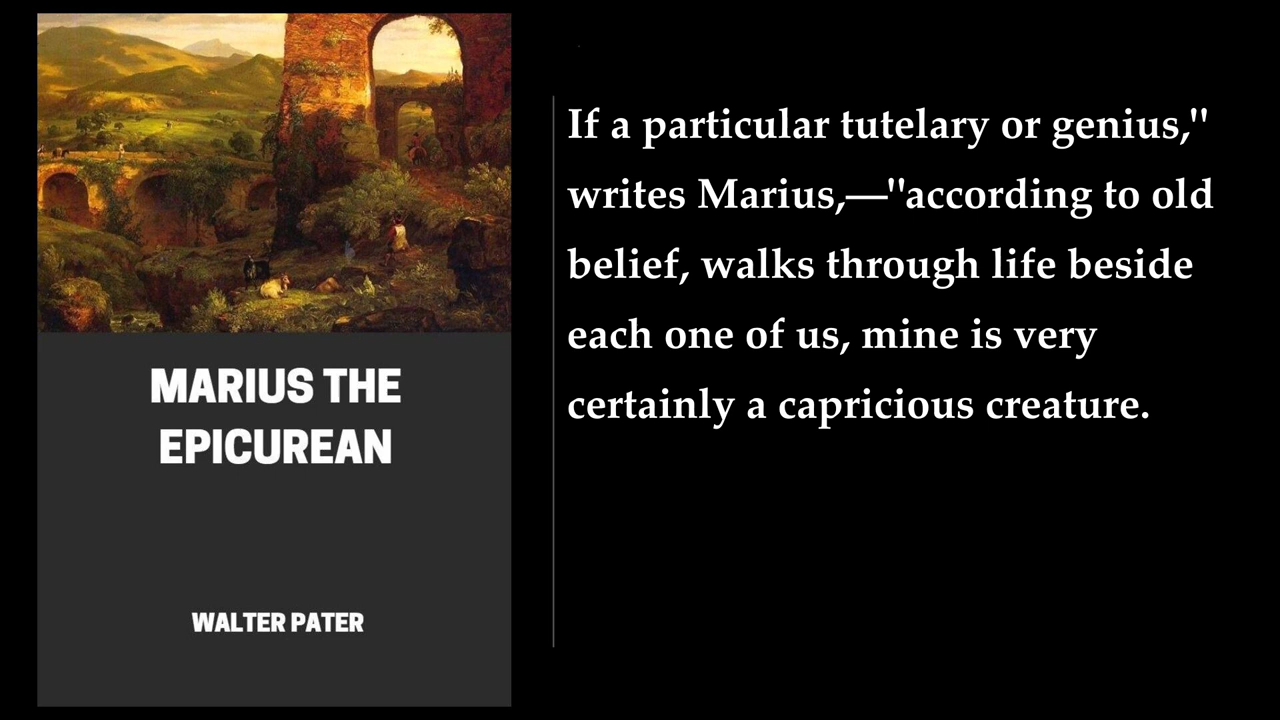 MARIUS THE
EPICUREAN
WALTER PATER
If a particular tutelary or genius,"
writes Marius,—"according to old
belief, walks through life beside
each one of us, mine is very
certainly a capricious creature.